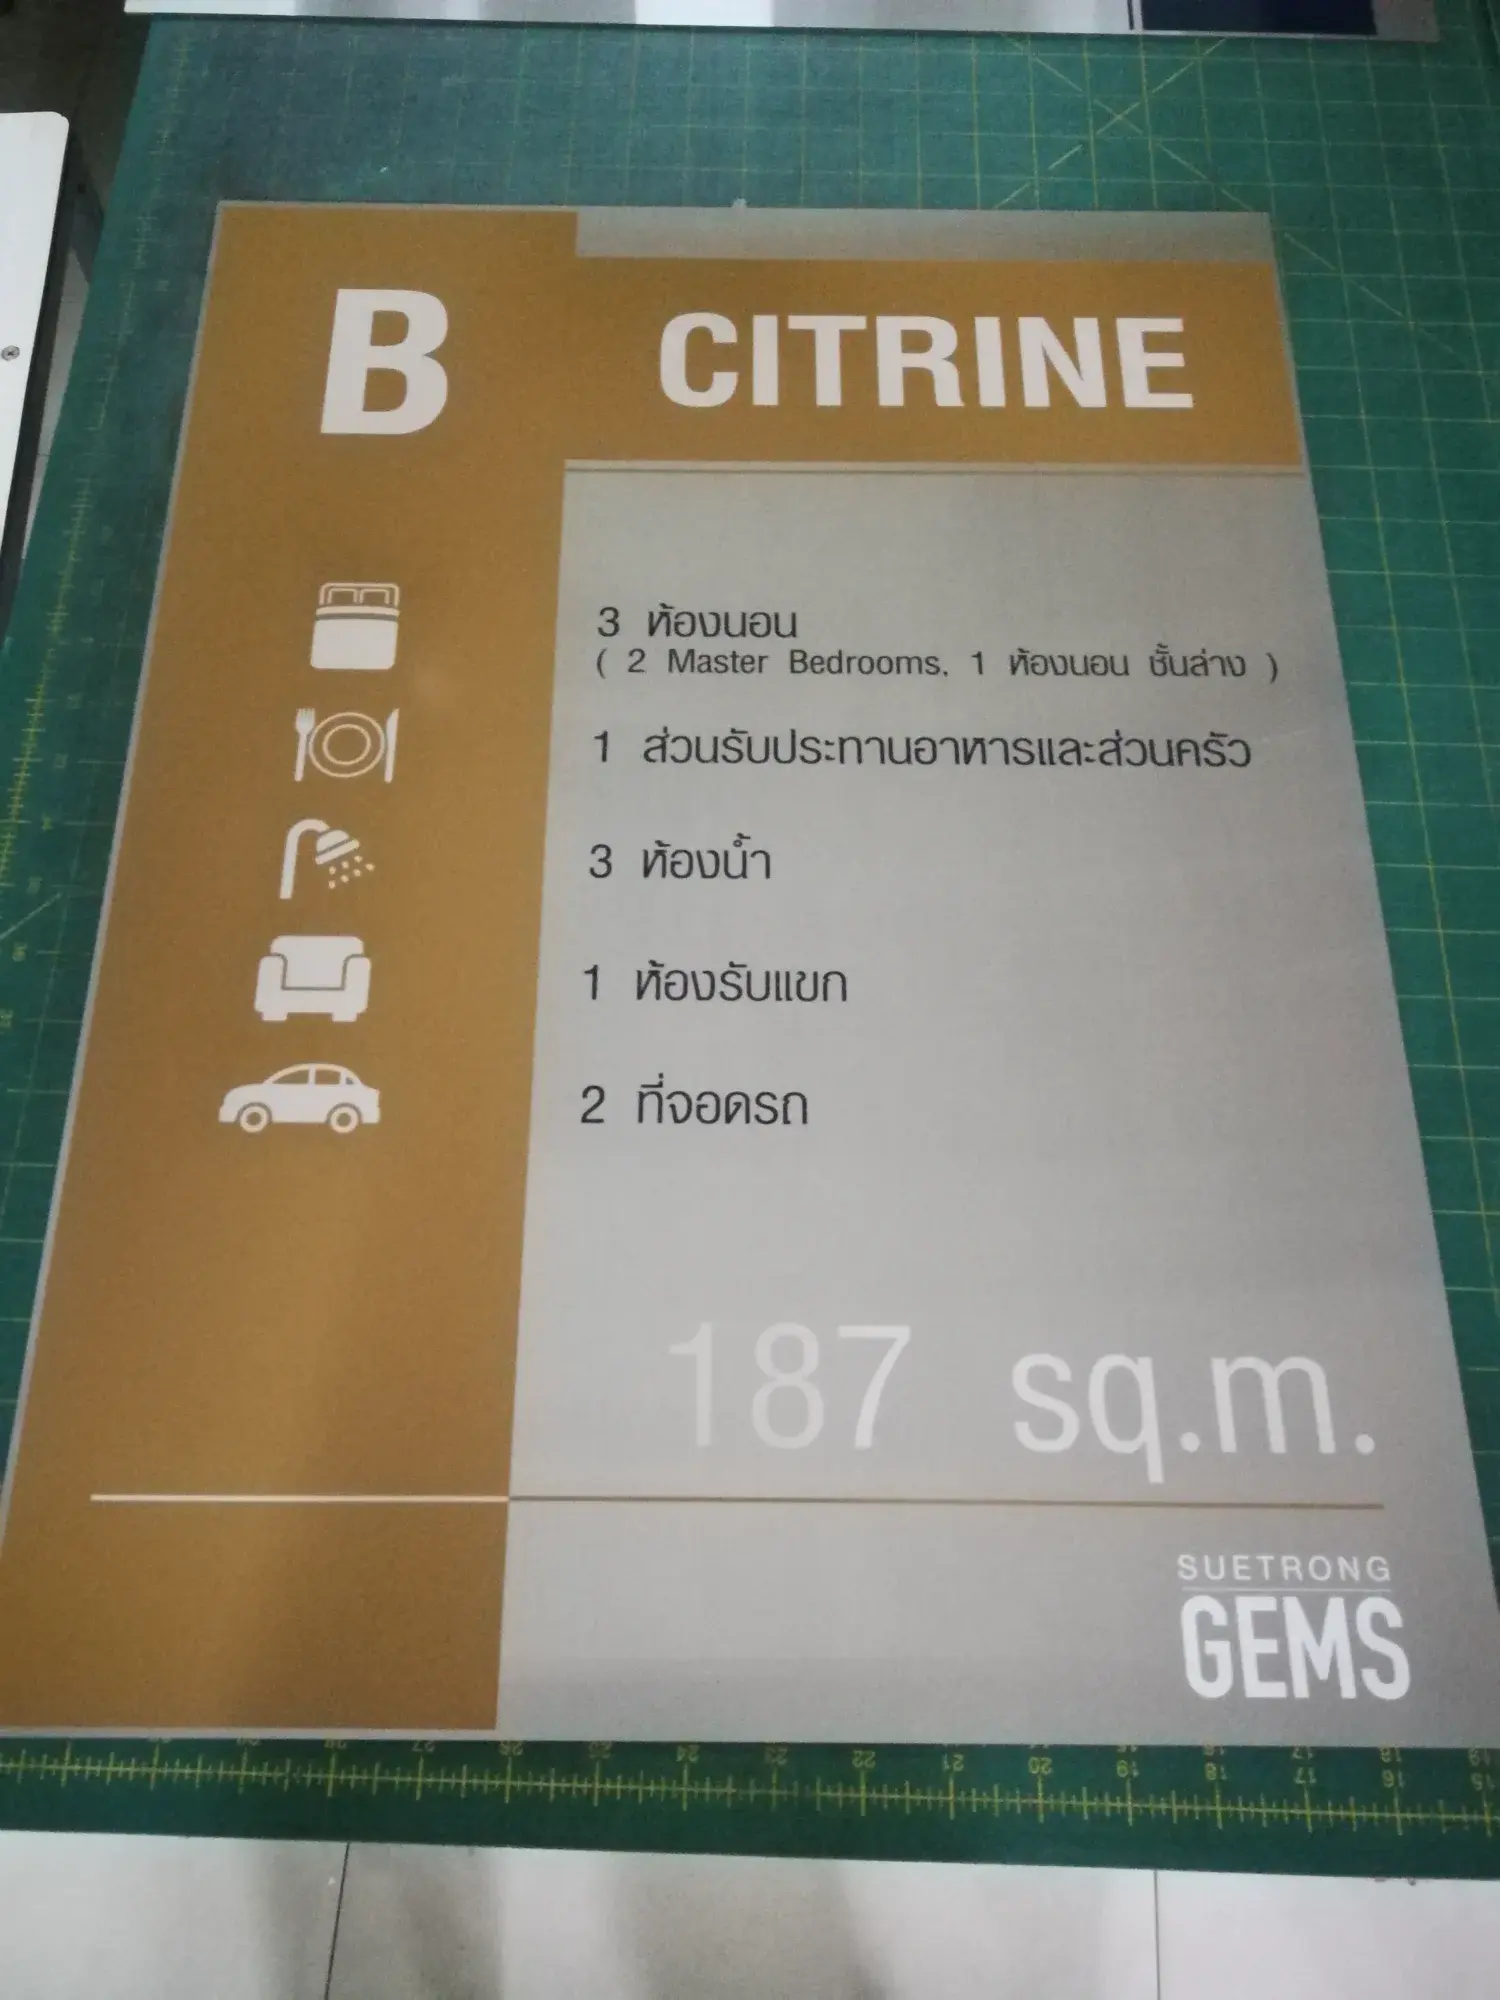 B
CITRINE
3 ห้องนอน
( 2 Master Bedrooms, 1 ห้องนอน ชั้นล่าง )
1 ส่วนรับประทานอาหารและส่วนครัว
3 ห้องน้ำ
1 ห้องรับแขก
2 ที่จอดรถ
187 sq.m.
SUETRONG
GEMS